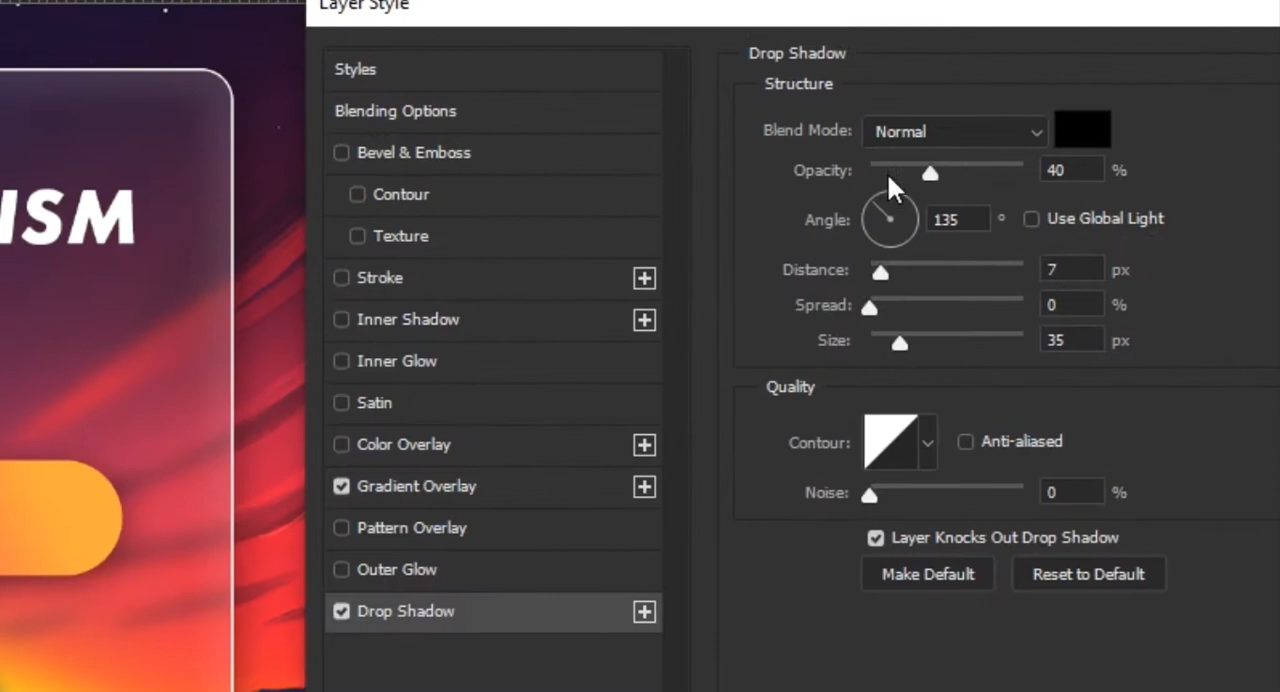 Layer Style
ISM
Styles
Blending Options
Bevel & Emboss
Contour
Texture
Stroke
Inner Shadow
Inner Glow
Satin
Color Overlay
Gradient Overlay
Pattern Overlay
Outer Glow
Drop Shadow
Drop Shadow
Structure
Blend Mode: Normal
Opacity: 40 %
Angle: 135 ° Use Global Light
Distance: 7 px
Spread: 0 %
Size: 35 px
Quality
Contour: Anti-aliased
Noise: 0 %
Layer Knocks Out Drop Shadow
Make Default Reset to Default